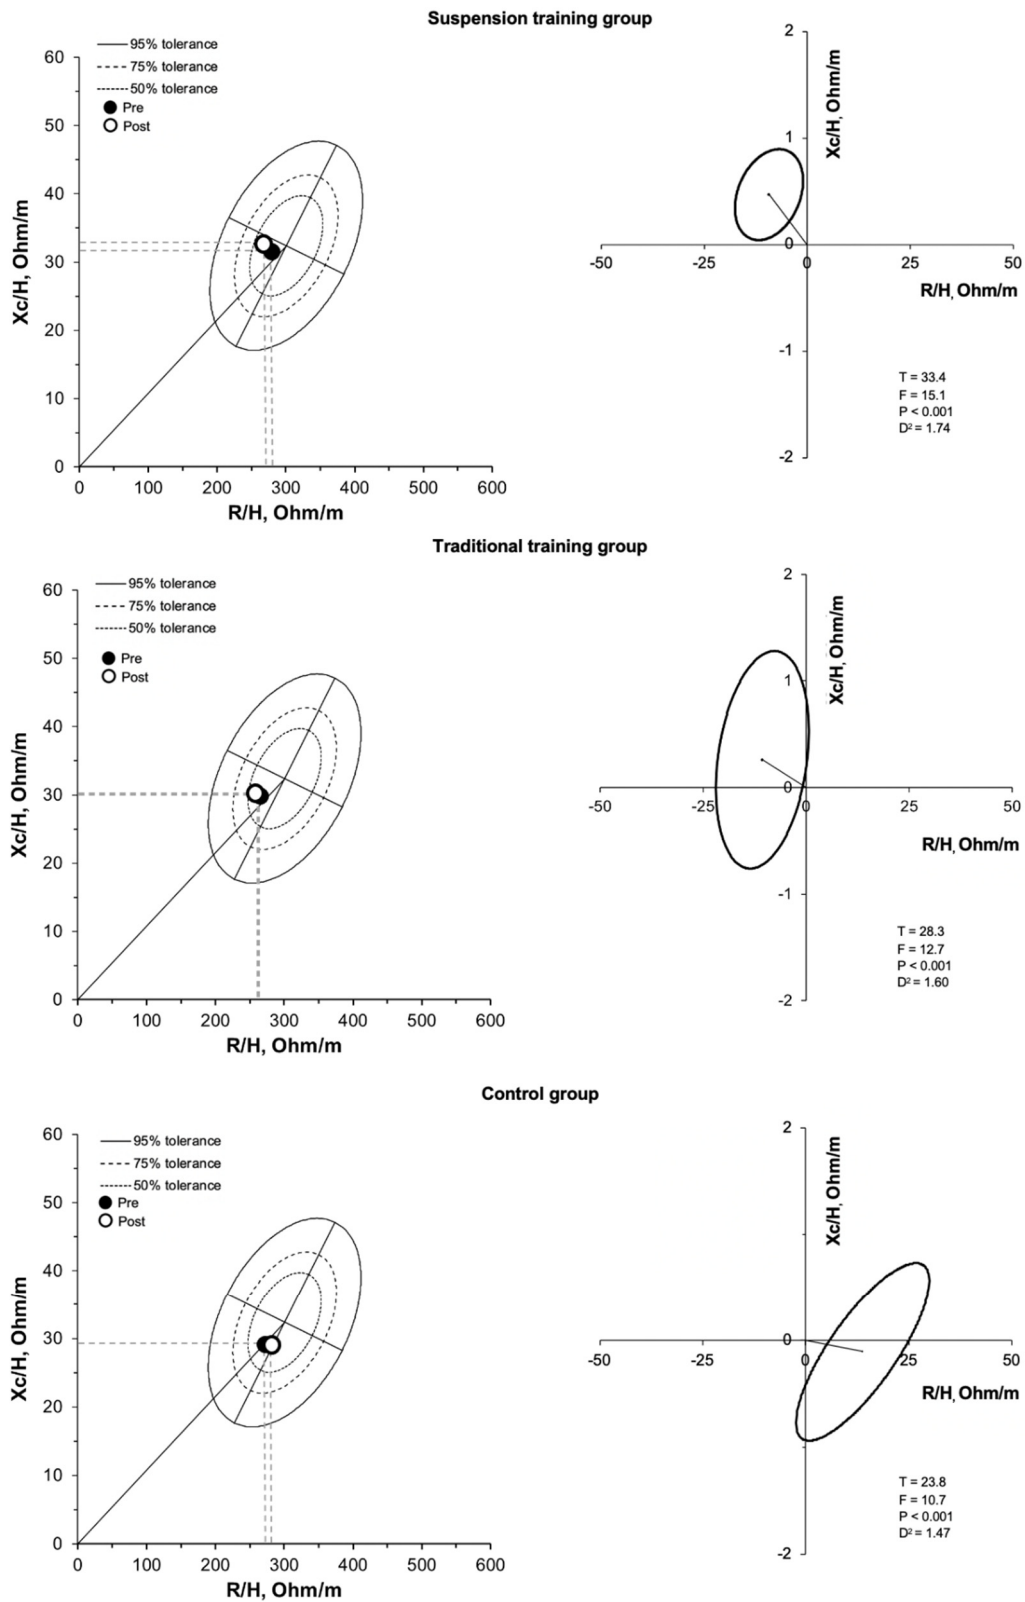 Suspension training group
95% tolerance
75% tolerance
50% tolerance
Pre
Post
60
50
40
30
20
10
0
Xc/H, Ohm/m
0 100 200 300 400 500 600
R/H, Ohm/m
2
1
0
-1
-2
Xc/H, Ohm/m
-50 -25 0 25 50
R/H, Ohm/m
T = 33.4
F = 15.1
P < 0.001
D² = 1.74
Traditional training group
95% tolerance
75% tolerance
50% tolerance
Pre
Post
60
50
40
30
20
10
0
Xc/H, Ohm/m
0 100 200 300 400 500 600
R/H, Ohm/m
2
1
0
-1
-2
Xc/H, Ohm/m
-50 -25 0 25 50
R/H, Ohm/m
T = 28.3
F = 12.7
P < 0.001
D² = 1.60
Control group
95% tolerance
75% tolerance
50% tolerance
Pre
Post
60
50
40
30
20
10
0
Xc/H, Ohm/m
0 100 200 300 400 500 600
R/H, Ohm/m
2
0
-2
Xc/H, Ohm/m
-50 -25 0 25 50
R/H, Ohm/m
T = 23.8
F = 10.7
P < 0.001
D² = 1.47